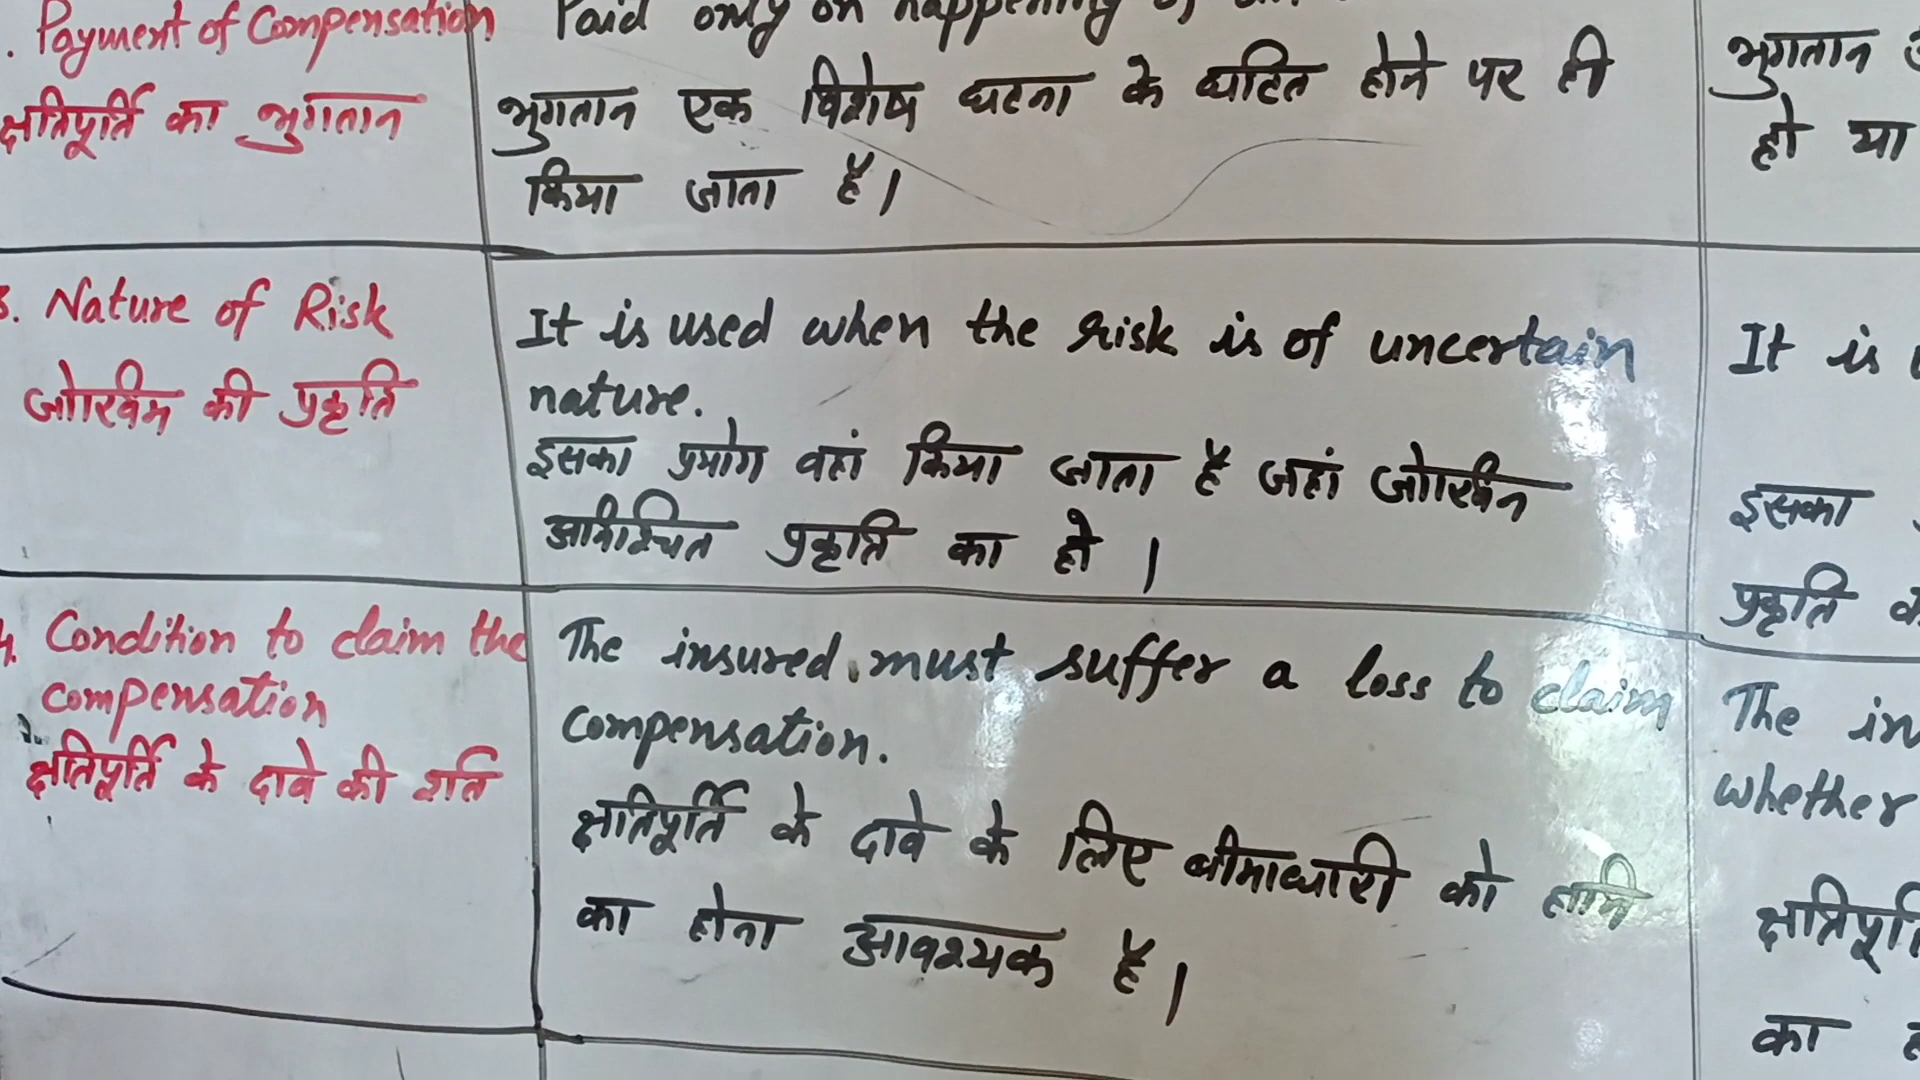 . Payment of Compensation
क्षतिपूर्ति का भुगतान
Paid only on happening of
भुगतान एक विशेष घटना के घटित होने पर ही
किया जाता है।
भुगतान
हो या
3. Nature of Risk
जोखिम की प्रकृति
It is used when the risk is of uncertain
nature.
इसका प्रयोग वहां किया जाता है जहां जोखिम
अनिश्चित प्रकृति का हो ।
It is
इसका
प्रकृति
4. Condition to claim the
compensation
क्षतिपूर्ति के दावे की शर्त
The insured must suffer a loss to claim
compensation.
क्षतिपूर्ति के दावे के लिए बीमाधारी को हानि
का होना आवश्यक है।
The
whether
क्षतिपूर्ति
का